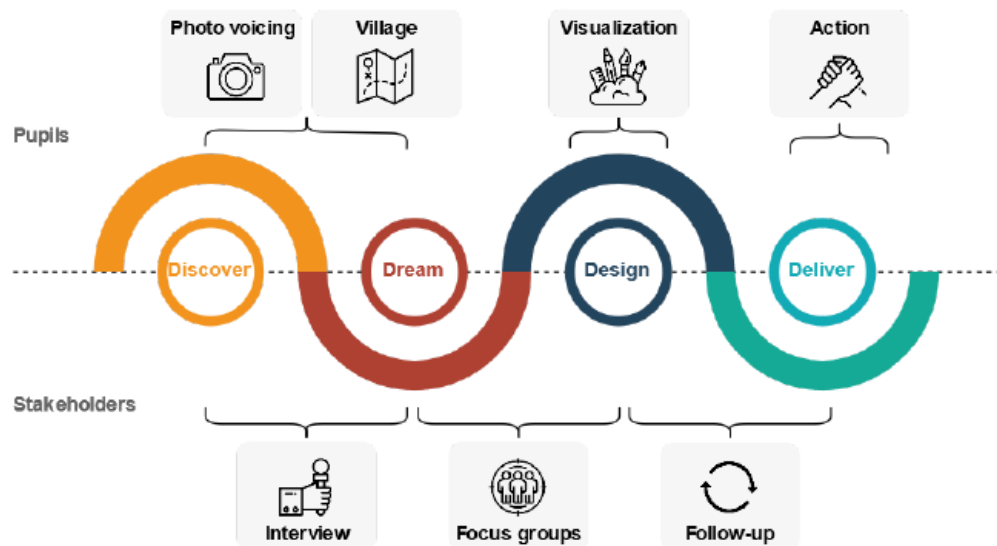 Photo voicing
Village
Visualization
Action
Pupils
Discover
Dream
Design
Deliver
Stakeholders
Interview
Focus groups
Follow-up